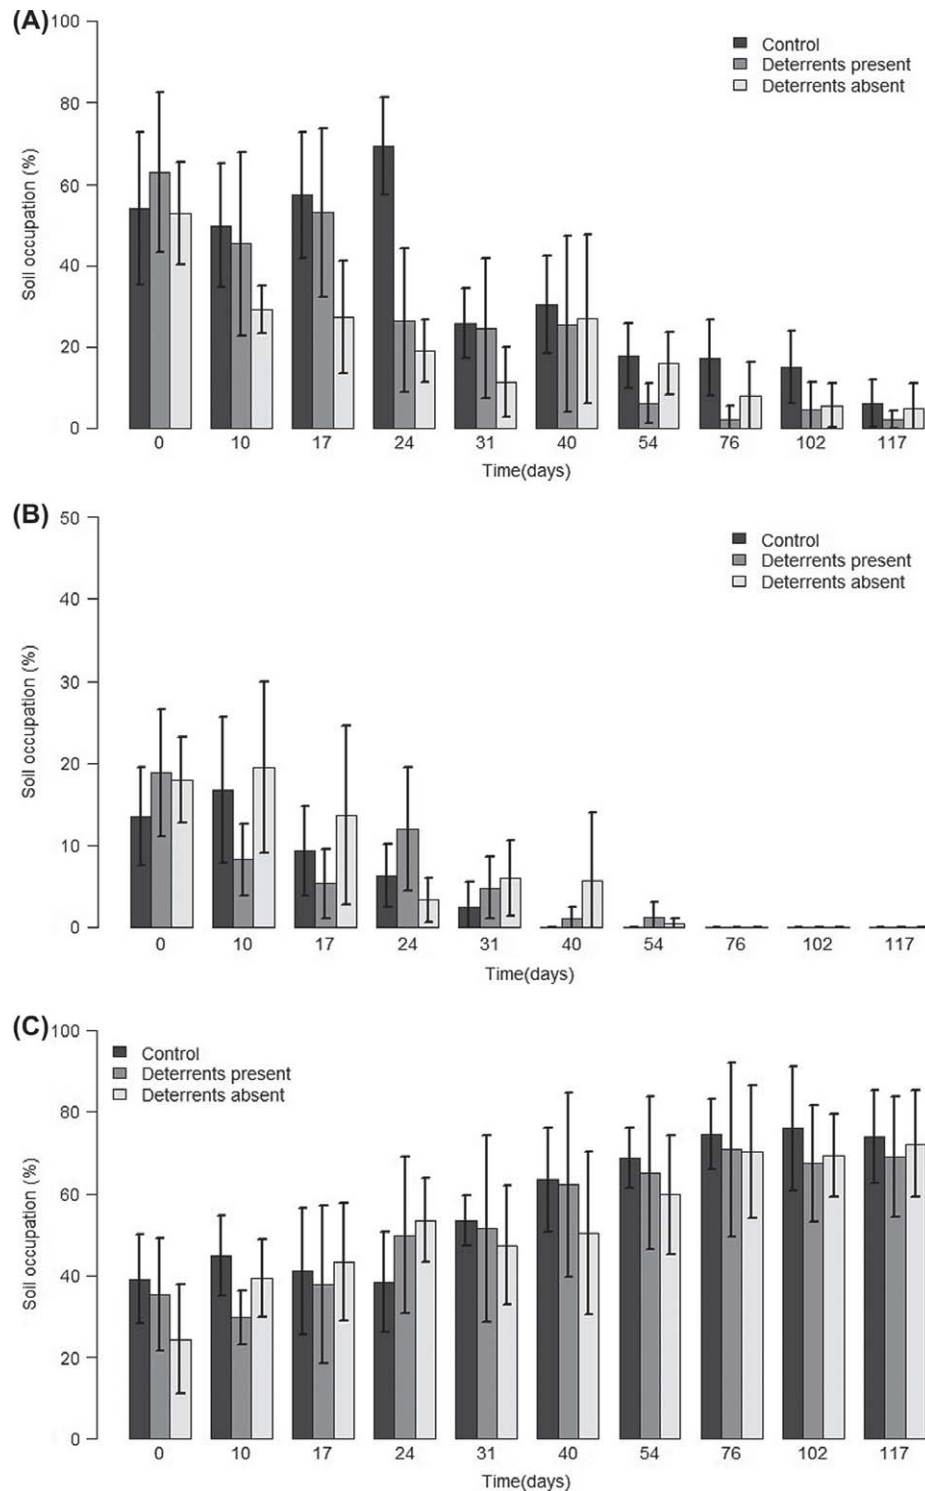 (A)
100
80
60
40
20
0
Soil occupation (%)
Control
Deterrents present
Deterrents absent
0 10 17 24 31 40 54 76 102 117
Time(days)
(B)
50
40
30
20
10
0
Soil occupation (%)
Control
Deterrents present
Deterrents absent
0 10 17 24 31 40 54 76 102 117
Time(days)
(C)
100
80
60
40
20
0
Soil occupation (%)
Control
Deterrents present
Deterrents absent
0 10 17 24 31 40 54 76 102 117
Time(days)